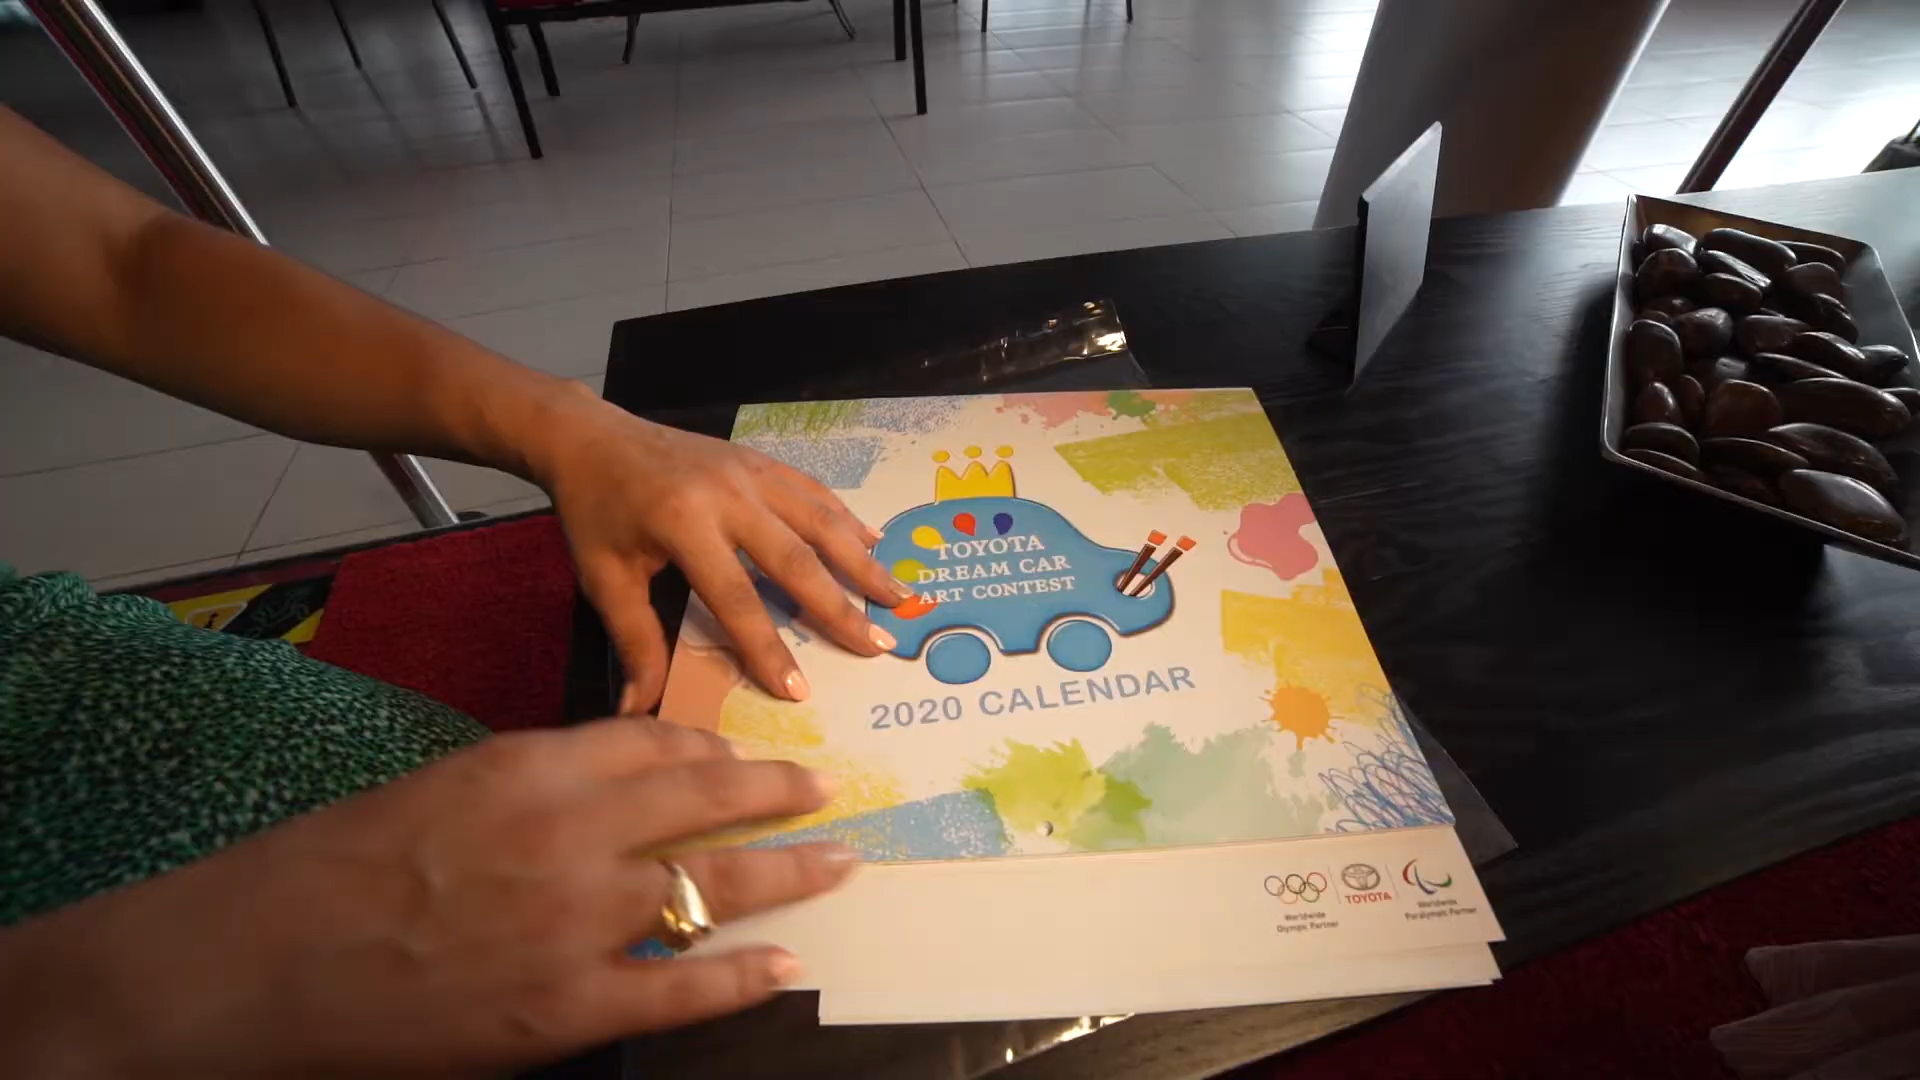 TOYOTA
DREAM CAR
ART CONTEST
2020 CALENDAR
Worldwide
Olympic Partner
TOYOTA
Worldwide
Paralympic Partner